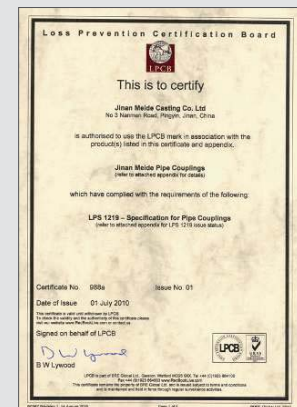 Loss Prevention Certification Board
LPCB
This is to certify
Jinan Meide Casting Co. Ltd
No 3 Nanmen Road, Pingyin, Jinan, China
is authorised to use the LPCB mark in association with the
product(s) listed in this certificate and appendix.
Jinan Meide Pipe Couplings
(refer to attached appendix for details)
which have complied with the requirements of the following:
LPS 1219 – Specification for Pipe Couplings
(refer to attached appendix for LPS 1219 issue status)
Certificate No. 988a Issue No. 01
Date of Issue 01 July 2010
Signed on behalf of LPCB
B W Lywood
LPCB